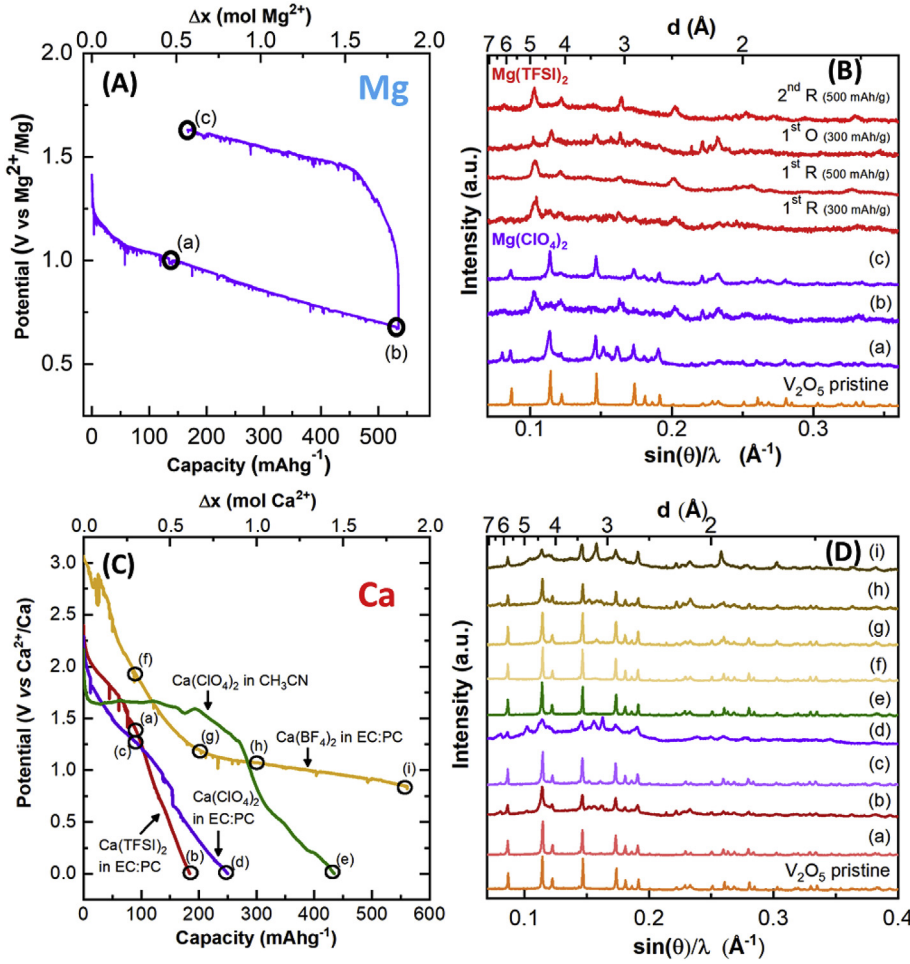 Δx (mol Mg²⁺)
0.0 0.5 1.0 1.5 2.0
(A)
Mg
(c)
(a)
(b)
Potential (V vs Mg²⁺/Mg)
1.5
1.0
0.5
0 100 200 300 400 500
Capacity (mAhg⁻¹)
d (Å)
7 6 5 4 3 2
(B)
Mg(TFSI)₂
2ⁿᵈ R (500 mAh/g)
1ˢᵗ O (300 mAh/g)
1ˢᵗ R (500 mAh/g)
1ˢᵗ R (300 mAh/g)
Mg(ClO₄)₂
(c)
(b)
(a)
V₂O₅ pristine
Intensity (a.u.)
0.1 0.2 0.3
sin(θ)/λ (Å⁻¹)
Δx (mol Ca²⁺)
0.0 0.5 1.0 1.5 2.0
(C)
Ca
Potential (V vs Ca²⁺/Ca)
3.0
2.5
2.0
1.5
1.0
0.5
0.0
(f)
Ca(ClO₄)₂ in CH₃CN
(a)
(c)
(g)
(h)
Ca(BF₄)₂ in EC:PC
(i)
Ca(ClO₄)₂
in EC:PC
Ca(TFSI)₂
in EC:PC
(b)
(d)
(e)
0 100 200 300 400 500 600
Capacity (mAhg⁻¹)
d (Å)
7 6 5 4 3 2
(D)
(i)
(h)
(g)
(f)
(e)
(d)
(c)
(b)
(a)
V₂O₅ pristine
Intensity (a.u.)
0.1 0.2 0.3 0.4
sin(θ)/λ (Å⁻¹)